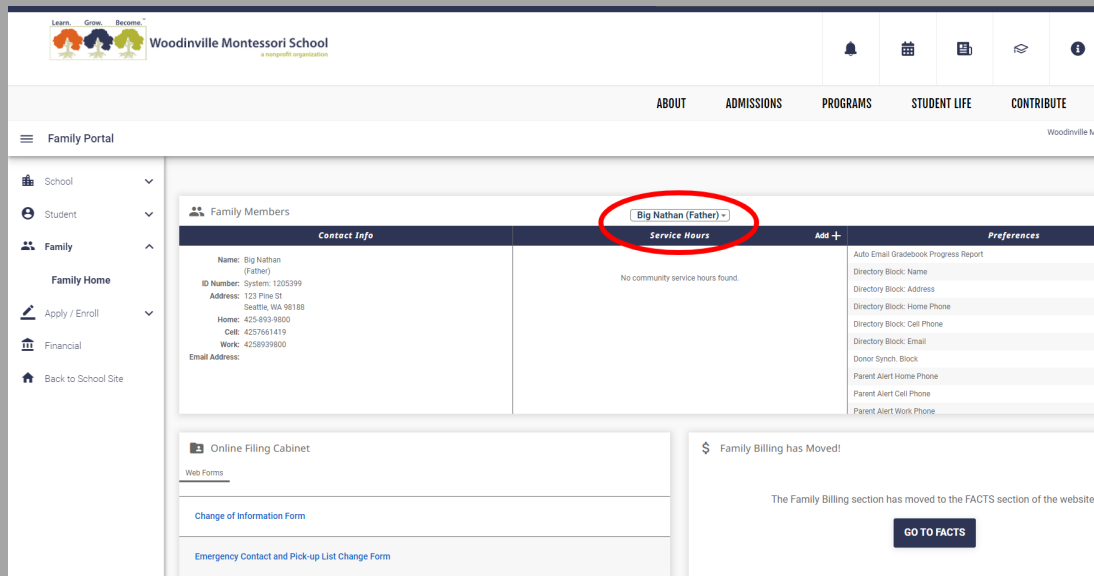 Learn. Grow. Become.™
Woodinville Montessori School
a nonprofit organization
ABOUT ADMISSIONS PROGRAMS STUDENT LIFE CONTRIBUTE
Family Portal
Woodinville M
School
Student
Family
Family Home
Apply / Enroll
Financial
Back to School Site
Family Members
Big Nathan (Father)
Contact Info
Service Hours
Add +
Preferences
Name: Big Nathan
(Father)
ID Number: System: 1205399
Address: 123 Pine St
Seattle, WA 98188
Home: 425-893-9800
Cell: 4257661419
Work: 4258939800
Email Address:
No community service hours found.
Auto Email Gradebook Progress Report
Directory Block: Name
Directory Block: Address
Directory Block: Home Phone
Directory Block: Cell Phone
Directory Block: Email
Donor Synch. Block
Parent Alert Home Phone
Parent Alert Cell Phone
Parent Alert Work Phone
Online Filing Cabinet
Web Forms
Change of Information Form
Emergency Contact and Pick-up List Change Form
$ Family Billing has Moved!
The Family Billing section has moved to the FACTS section of the website
GO TO FACTS